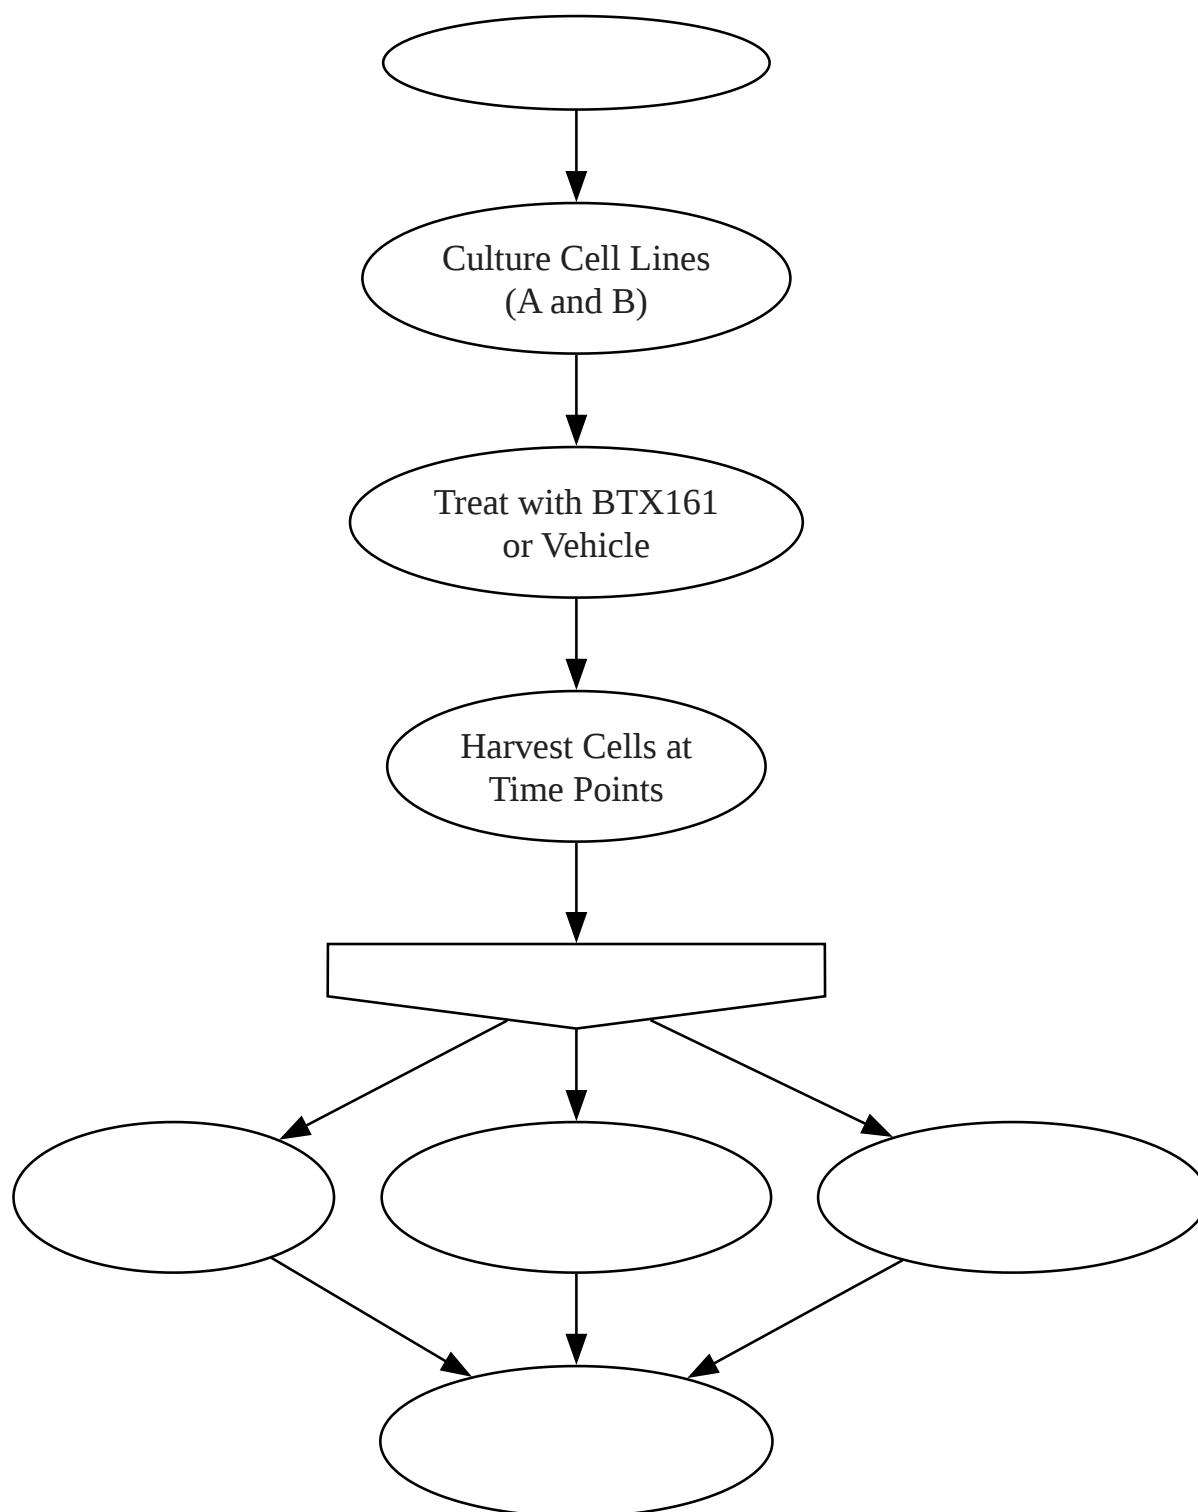 Culture Cell Lines
(A and B)
Treat with BTX161
or Vehicle
Harvest Cells at
Time Points